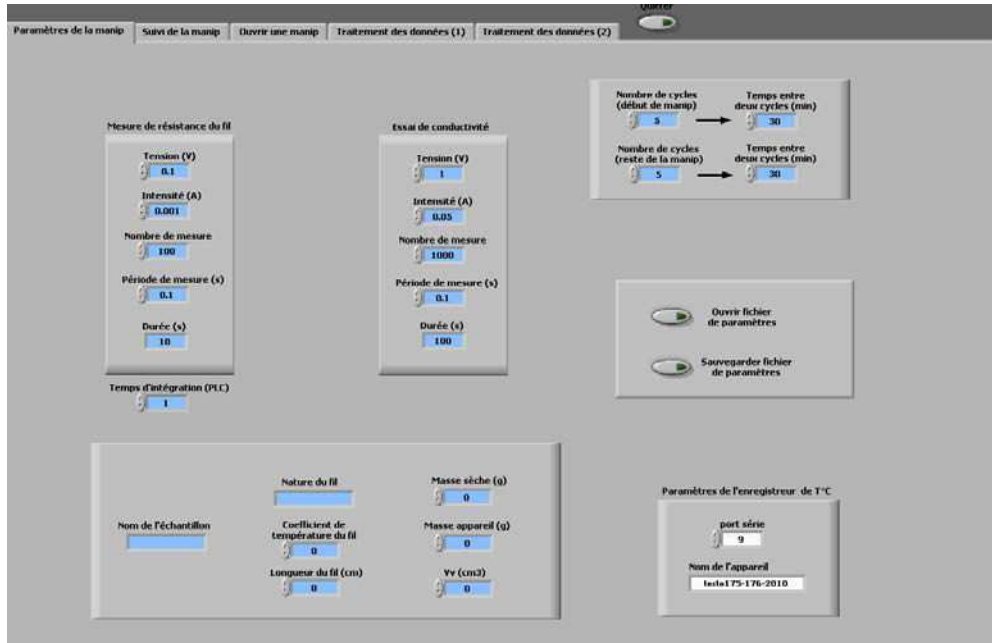 Quitter
Paramètres de la manip
Suivi de la manip
Ouvrir une manip
Traitement des données (1)
Traitement des données (2)
Mesure de résistance du fil
Tension (V)
0.1
Intensité (A)
0.001
Nombre de mesure
100
Période de mesure (s)
0.1
Durée (s)
10
Temps d'intégration (PLC)
1
Essai de conductivité
Tension (V)
1
Intensité (A)
0.05
Nombre de mesure
1000
Période de mesure (s)
0.1
Durée (s)
100
Nombre de cycles
(début de manip)
5
Temps entre
deux cycles (min)
30
Nombre de cycles
(reste de la manip)
5
Temps entre
deux cycles (min)
30
Ouvrir fichier
de paramètres
Sauvegarder fichier
de paramètres
Nom de l'échantillon
Nature du fil
Coefficient de
température du fil
0
Longueur du fil (cm)
0
Masse sèche (g)
0
Masse appareil (g)
0
Vv (cm3)
0
Paramètres de l'enregistreur de T°C
port série
9
Nom de l'appareil
testo175-176-2010